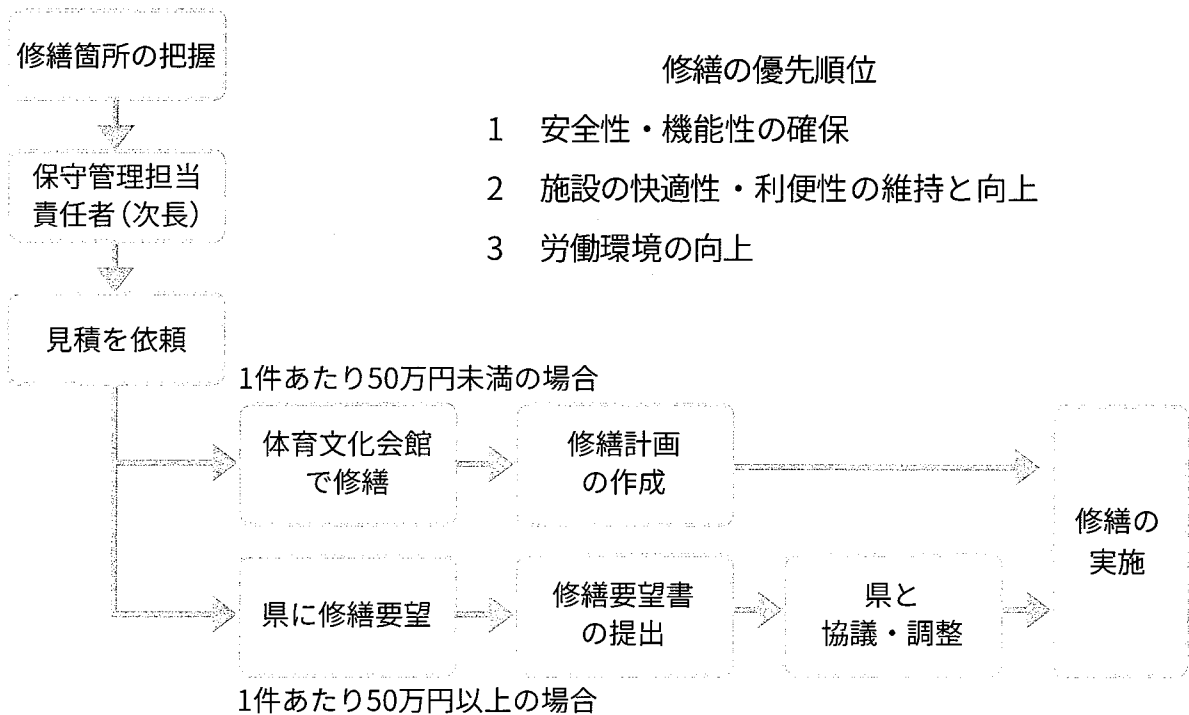 修繕箇所の把握
修繕の優先順位
1 安全性・機能性の確保
2 施設の快適性・利便性の維持と向上
3 労働環境の向上
保守管理担当
責任者(次長)
見積を依頼
1件あたり50万円未満の場合
体育文化会館
で修繕
修繕計画
の作成
修繕の
実施
県に修繕要望
修繕要望書
の提出
県と
協議・調整
1件あたり50万円以上の場合